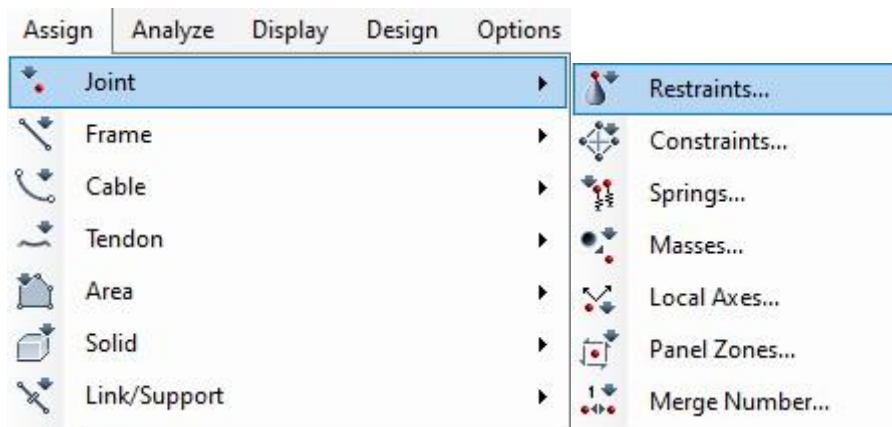 Assign Analyze Display Design Options
Joint
Frame
Cable
Tendon
Area
Solid
Link/Support
Restraints...
Constraints...
Springs...
Masses...
Local Axes...
Panel Zones...
1
Merge Number...